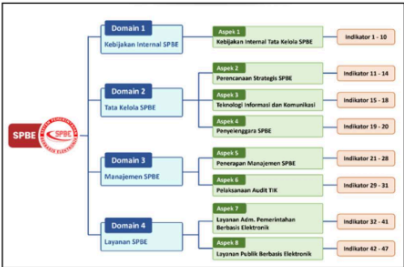 SPBE
SPBE
Domain 1
Kebijakan Internal SPBE
Aspek 1
Kebijakan Internal Tata Kelola SPBE
Indikator 1 - 10
Domain 2
Tata Kelola SPBE
Aspek 2
Perencanaan Strategis SPBE
Indikator 11 - 14
Aspek 3
Teknologi Informasi dan Komunikasi
Indikator 15 - 18
Aspek 4
Penyelenggara SPBE
Indikator 19 - 20
Domain 3
Manajemen SPBE
Aspek 5
Penerapan Manajemen SPBE
Indikator 21 - 28
Aspek 6
Pelaksanaan Audit TIK
Indikator 29 - 31
Domain 4
Layanan SPBE
Aspek 7
Layanan Adm. Pemerintahan
Berbasis Elektronik
Indikator 32 - 41
Aspek 8
Layanan Publik Berbasis Elektronik
Indikator 42 - 47